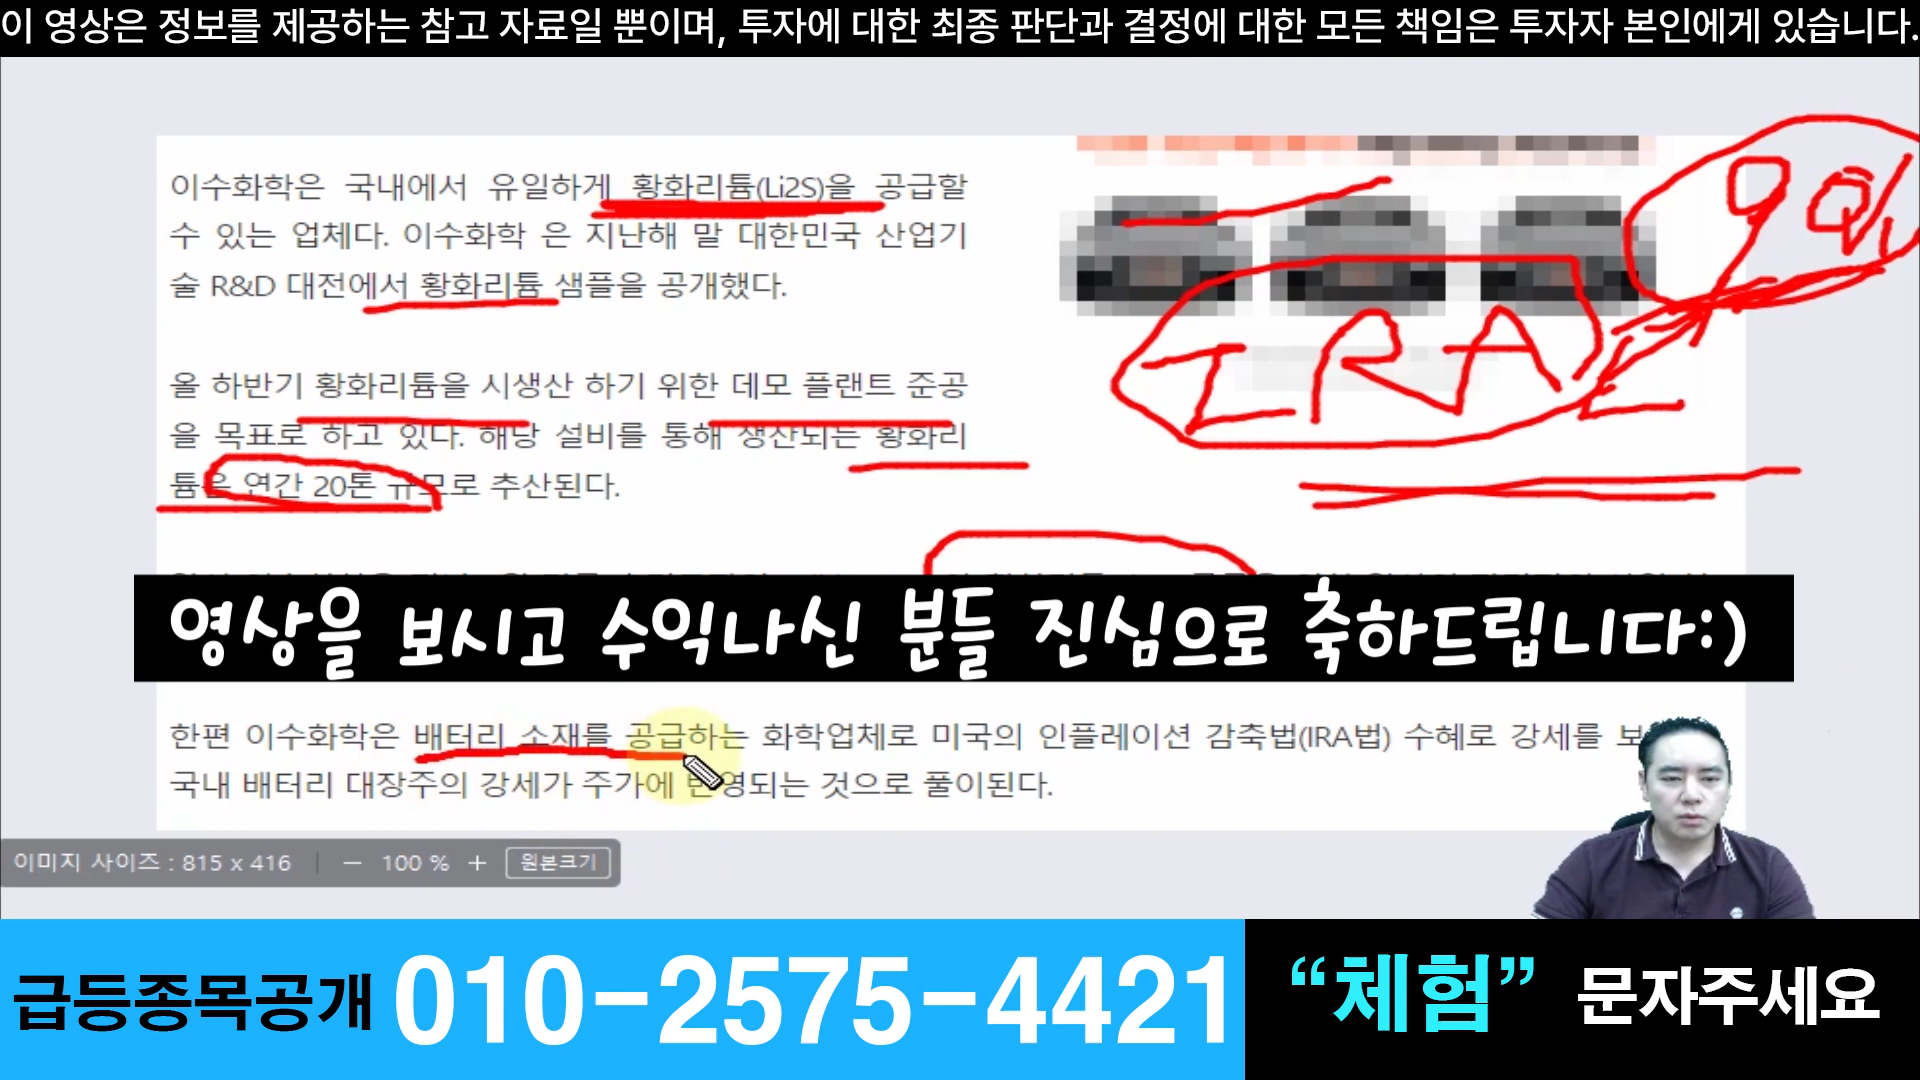 이 영상은 정보를 제공하는 참고 자료일 뿐이며, 투자에 대한 최종 판단과 결정에 대한 모든 책임은 투자자 본인에게 있습니다.
이수화학은 국내에서 유일하게 황화리튬(Li2S)을 공급할
수 있는 업체다. 이수화학 은 지난해 말 대한민국 산업기
술 R&D 대전에서 황화리튬 샘플을 공개했다.
올 하반기 황화리튬을 시생산 하기 위한 데모 플랜트 준공
을 목표로 하고 있다. 해당 설비를 통해 생산되는 황화리
튬은 연간 20톤 규모로 추산된다.
IRA
영상을 보시고 수익나신 분들 진심으로 축하드립니다:)
한편 이수화학은 배터리 소재를 공급하는 화학업체로 미국의 인플레이션 감축법(IRA법) 수혜로 강세를 보
국내 배터리 대장주의 강세가 주가에 반영되는 것으로 풀이된다.
이미지 사이즈 : 815 x 416 | − 100 % + 원본크기
급등종목공개 010-2575-4421 “체험” 문자주세요